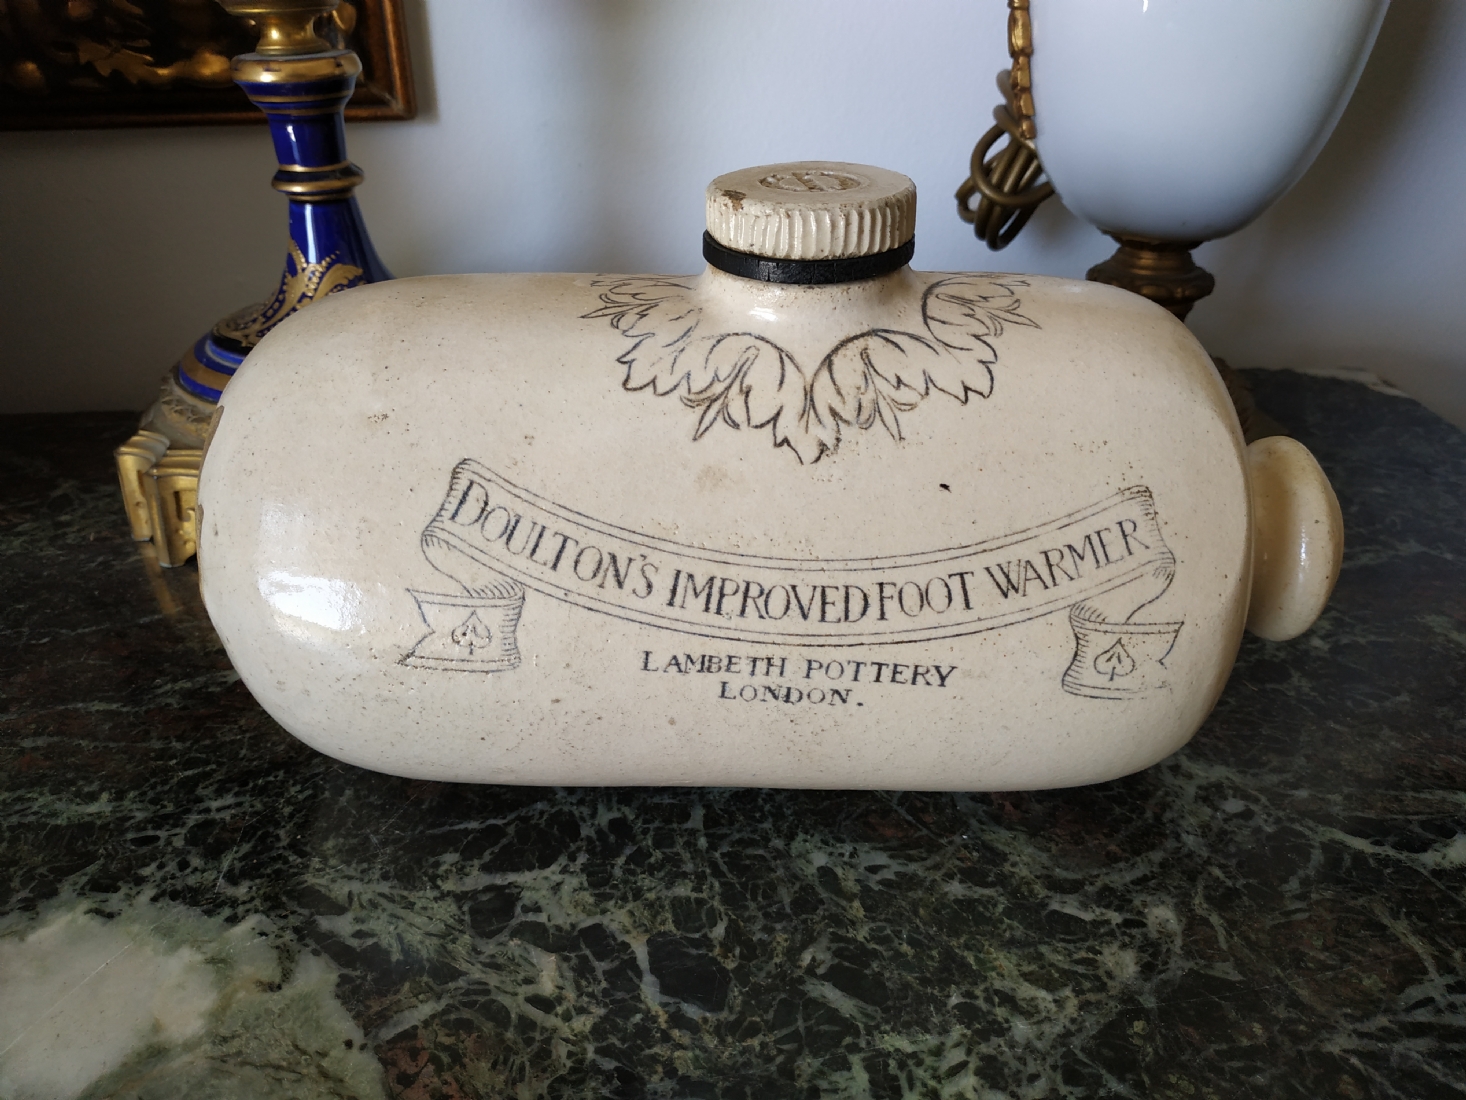 DOULTON'S IMPROVED FOOT WARMER
LAMBETH POTTERY
LONDON.